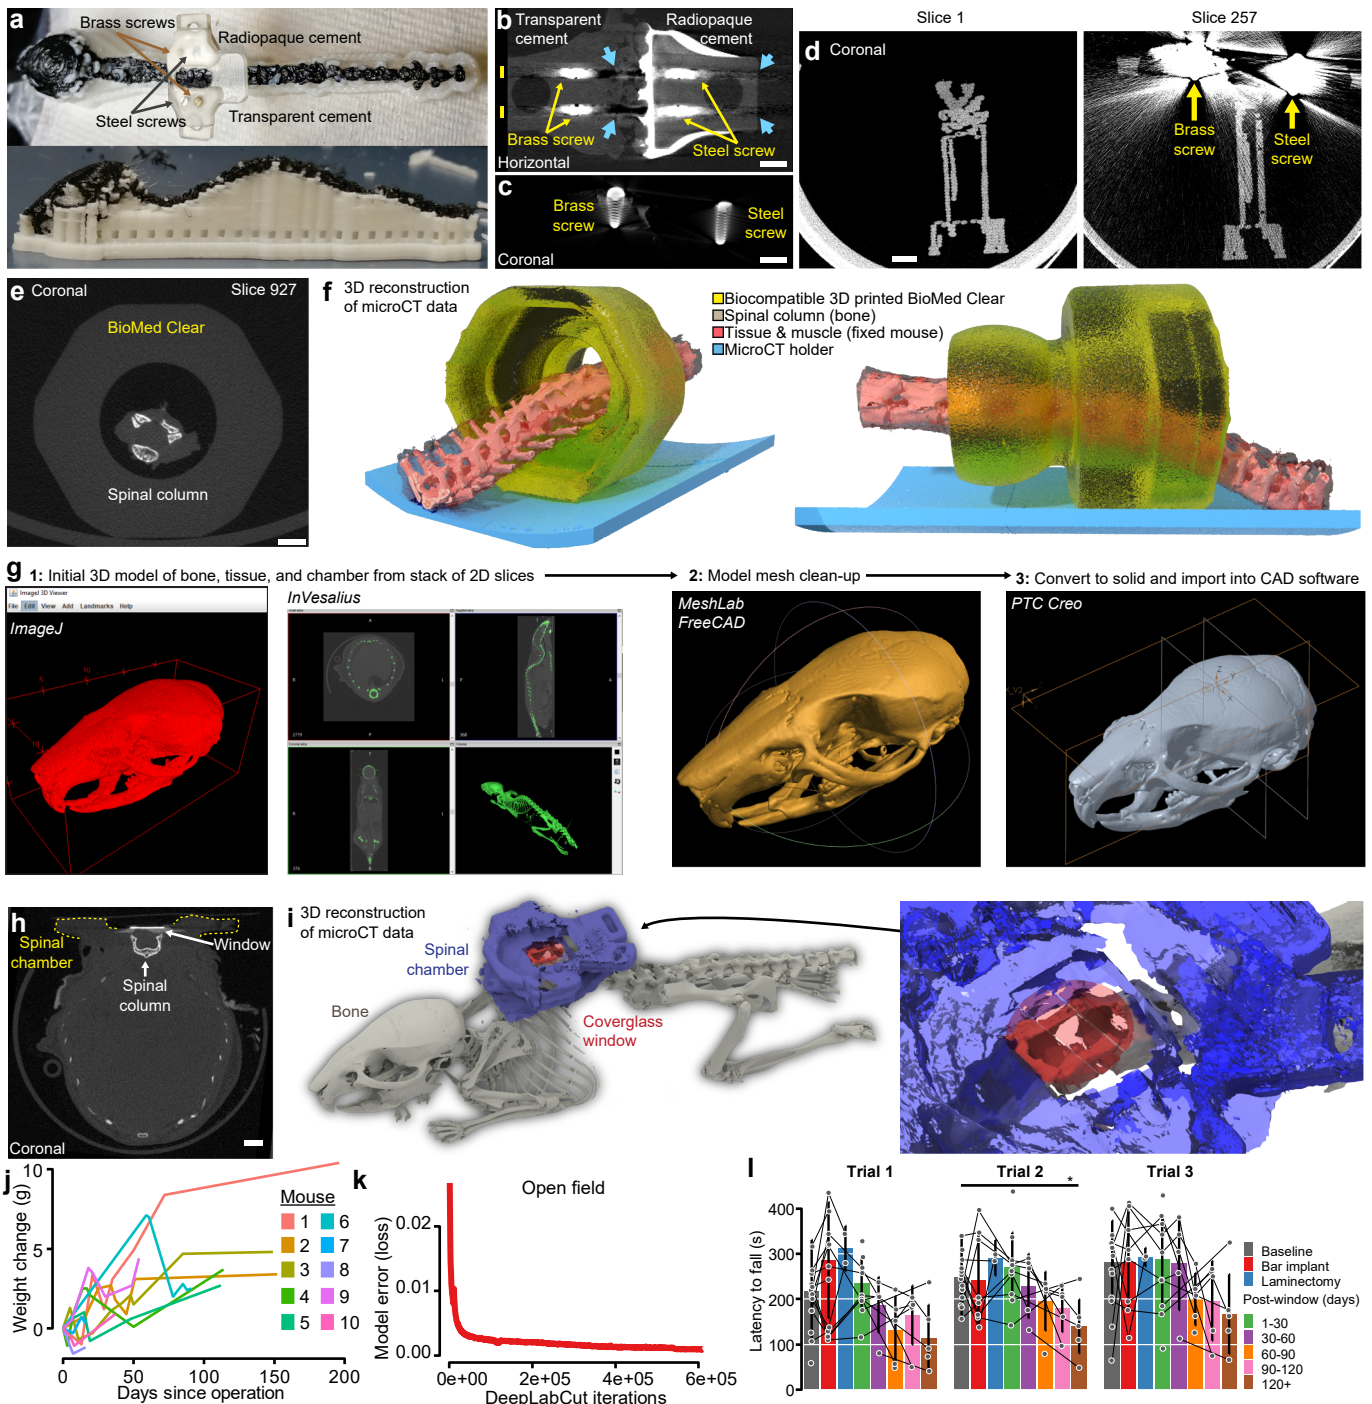 a
Brass screws
Radiopaque cement
Steel screws
Transparent cement
b
Transparent
cement
Radiopaque
cement
Brass screw
Steel screw
Horizontal
c
Brass
screw
Steel
screw
Coronal
Slice 1
Slice 257
d
Coronal
Brass
screw
Steel
screw
e
Coronal
Slice 927
BioMed Clear
Spinal column
f
3D reconstruction
of microCT data
Biocompatible 3D printed BioMed Clear
Spinal column (bone)
Tissue & muscle (fixed mouse)
MicroCT holder
g
1: Initial 3D model of bone, tissue, and chamber from stack of 2D slices
2: Model mesh clean-up
3: Convert to solid and import into CAD software
ImageJ 3D Viewer
File Edit View Add Landmarks Help
ImageJ
InVesalius
MeshLab
FreeCAD
PTC Creo
h
Spinal
chamber
Window
Spinal
column
Coronal
i
3D reconstruction
of microCT data
Spinal
chamber
Bone
Coverglass
window
j
Weight change (g)
10
5
0
0
50
100
150
200
Days since operation
Mouse
1
2
3
4
5
6
7
8
9
10
k
Open field
Model error (loss)
0.02
0.01
0.00
0e+00
2e+05
4e+05
6e+05
DeepLabCut iterations
l
Trial 1
Trial 2
Trial 3
*
Latency to fall (s)
400
300
200
100
0
Baseline
Bar implant
Laminectomy
Post-window (days)
1-30
30-60
60-90
90-120
120+